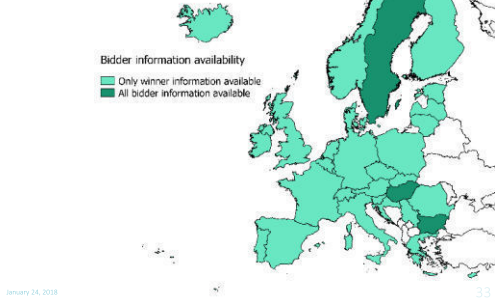 Bidder information availability
Only winner information available
All bidder information available
January 24, 2018
33